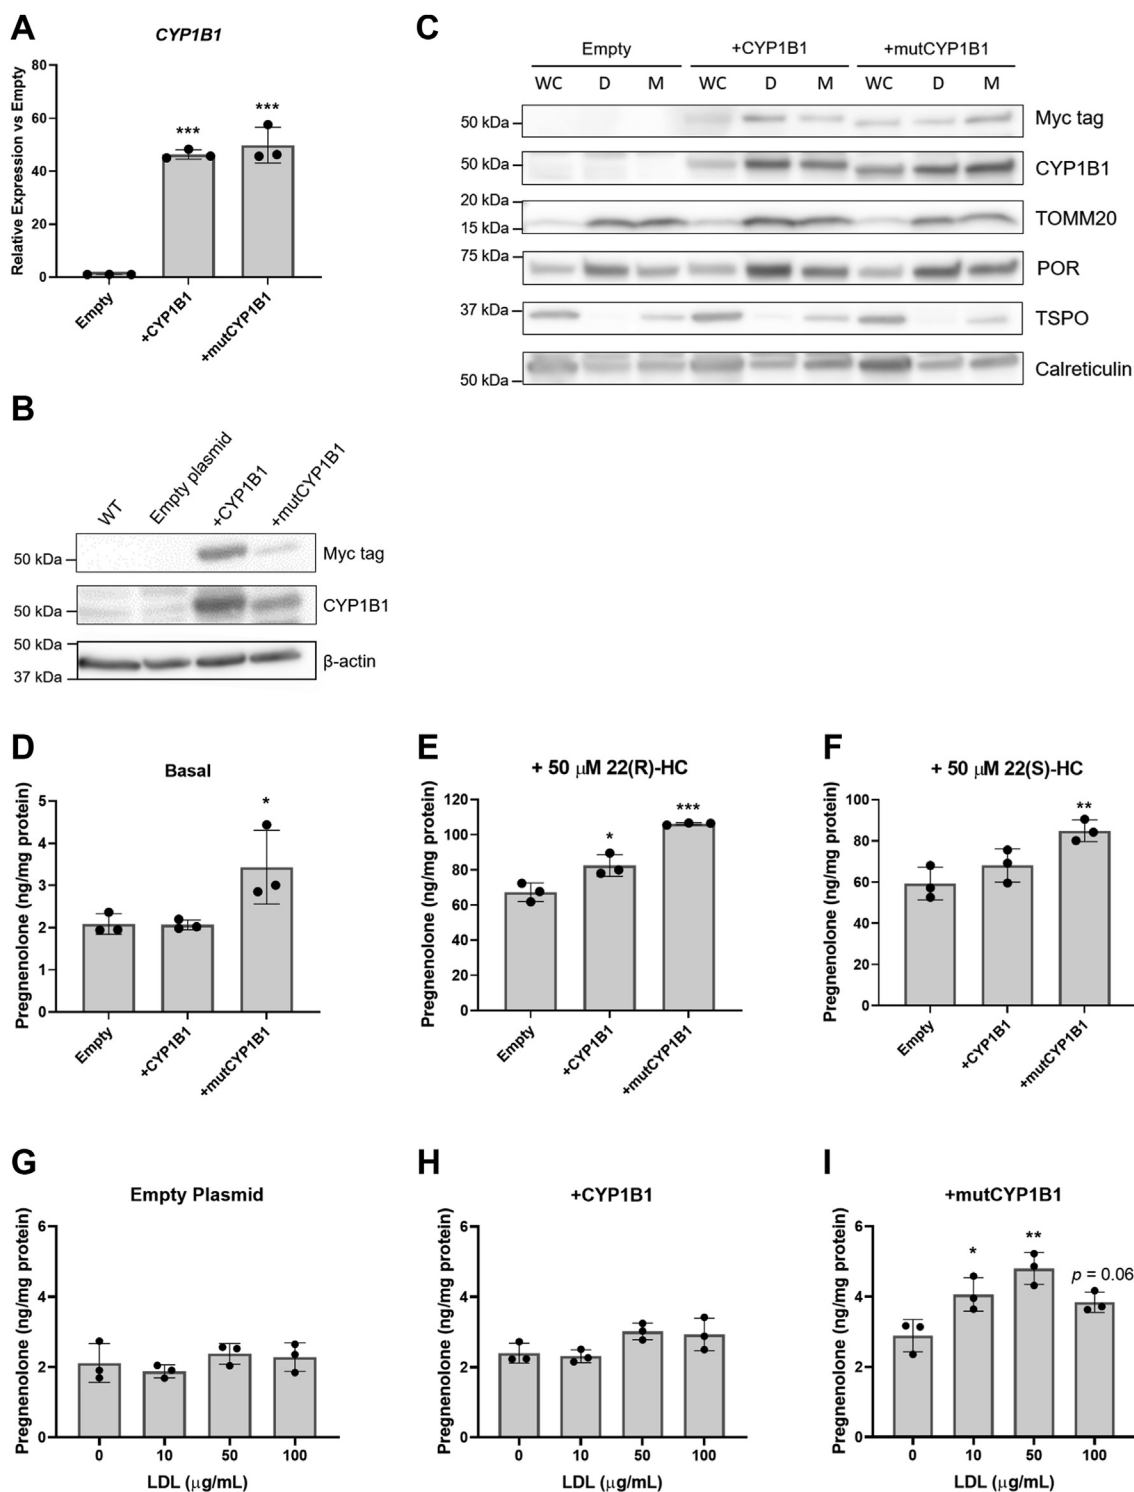 A
CYP1B1
Relative Expression vs Empty
80
60
40
20
0
***
***
Empty
+CYP1B1
+mutCYP1B1
C
Empty
+CYP1B1
+mutCYP1B1
WC D M WC D M WC D M
50 kDa
Myc tag
50 kDa
CYP1B1
20 kDa
15 kDa
TOMM20
75 kDa
POR
37 kDa
TSPO
50 kDa
Calreticulin
B
WT
Empty plasmid
+CYP1B1
+mutCYP1B1
50 kDa
Myc tag
50 kDa
CYP1B1
50 kDa
37 kDa
β-actin
D
Basal
Pregnenolone (ng/mg protein)
5
4
3
2
1
0
*
Empty
+CYP1B1
+mutCYP1B1
E
+ 50 μM 22(R)-HC
Pregnenolone (ng/mg protein)
120
100
80
60
40
20
0
*
***
Empty
+CYP1B1
+mutCYP1B1
F
+ 50 μM 22(S)-HC
Pregnenolone (ng/mg protein)
100
80
60
40
20
0
**
Empty
+CYP1B1
+mutCYP1B1
G
Empty Plasmid
Pregnenolone (ng/mg protein)
6
4
2
0
0 10 50 100
LDL (μg/mL)
H
+CYP1B1
Pregnenolone (ng/mg protein)
6
4
2
0
0 10 50 100
LDL (μg/mL)
I
+mutCYP1B1
Pregnenolone (ng/mg protein)
6
4
2
0
*
**
p = 0.06
0 10 50 100
LDL (μg/mL)